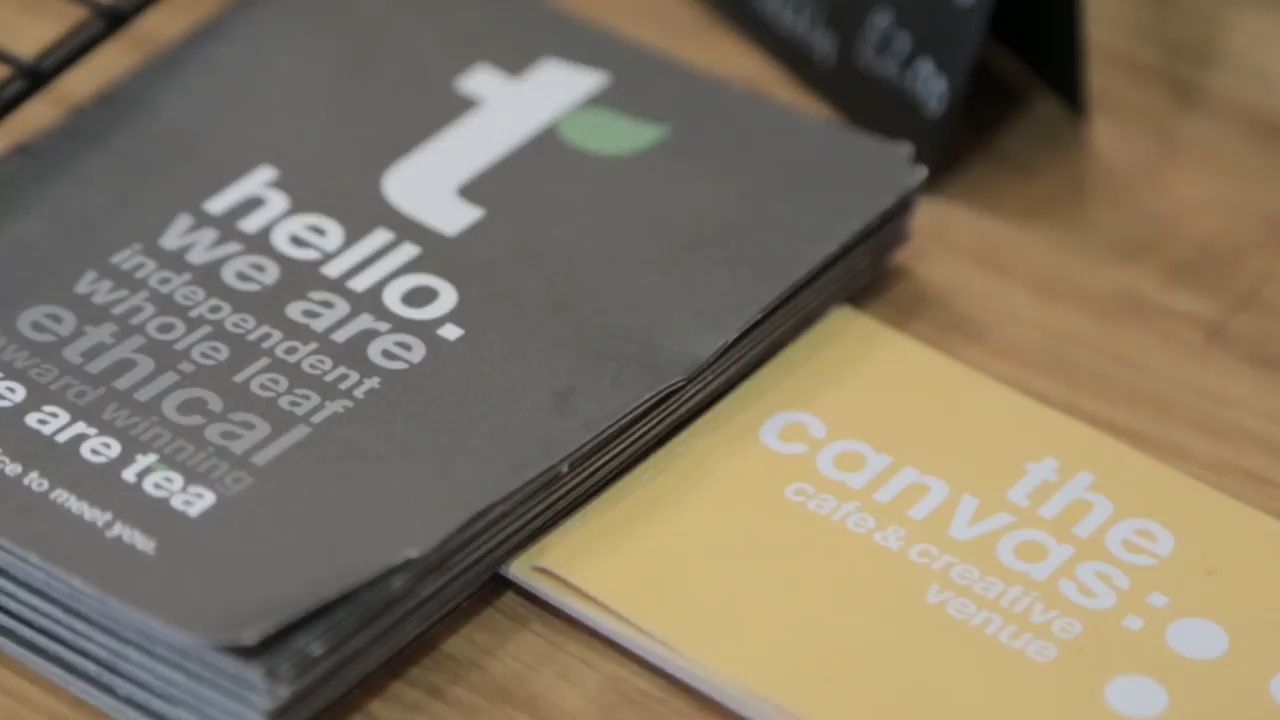 t
hello.
we are
independent
whole leaf
ethical
award winning
we are tea
to meet you.
the
canvas:
cafe & creative
venue